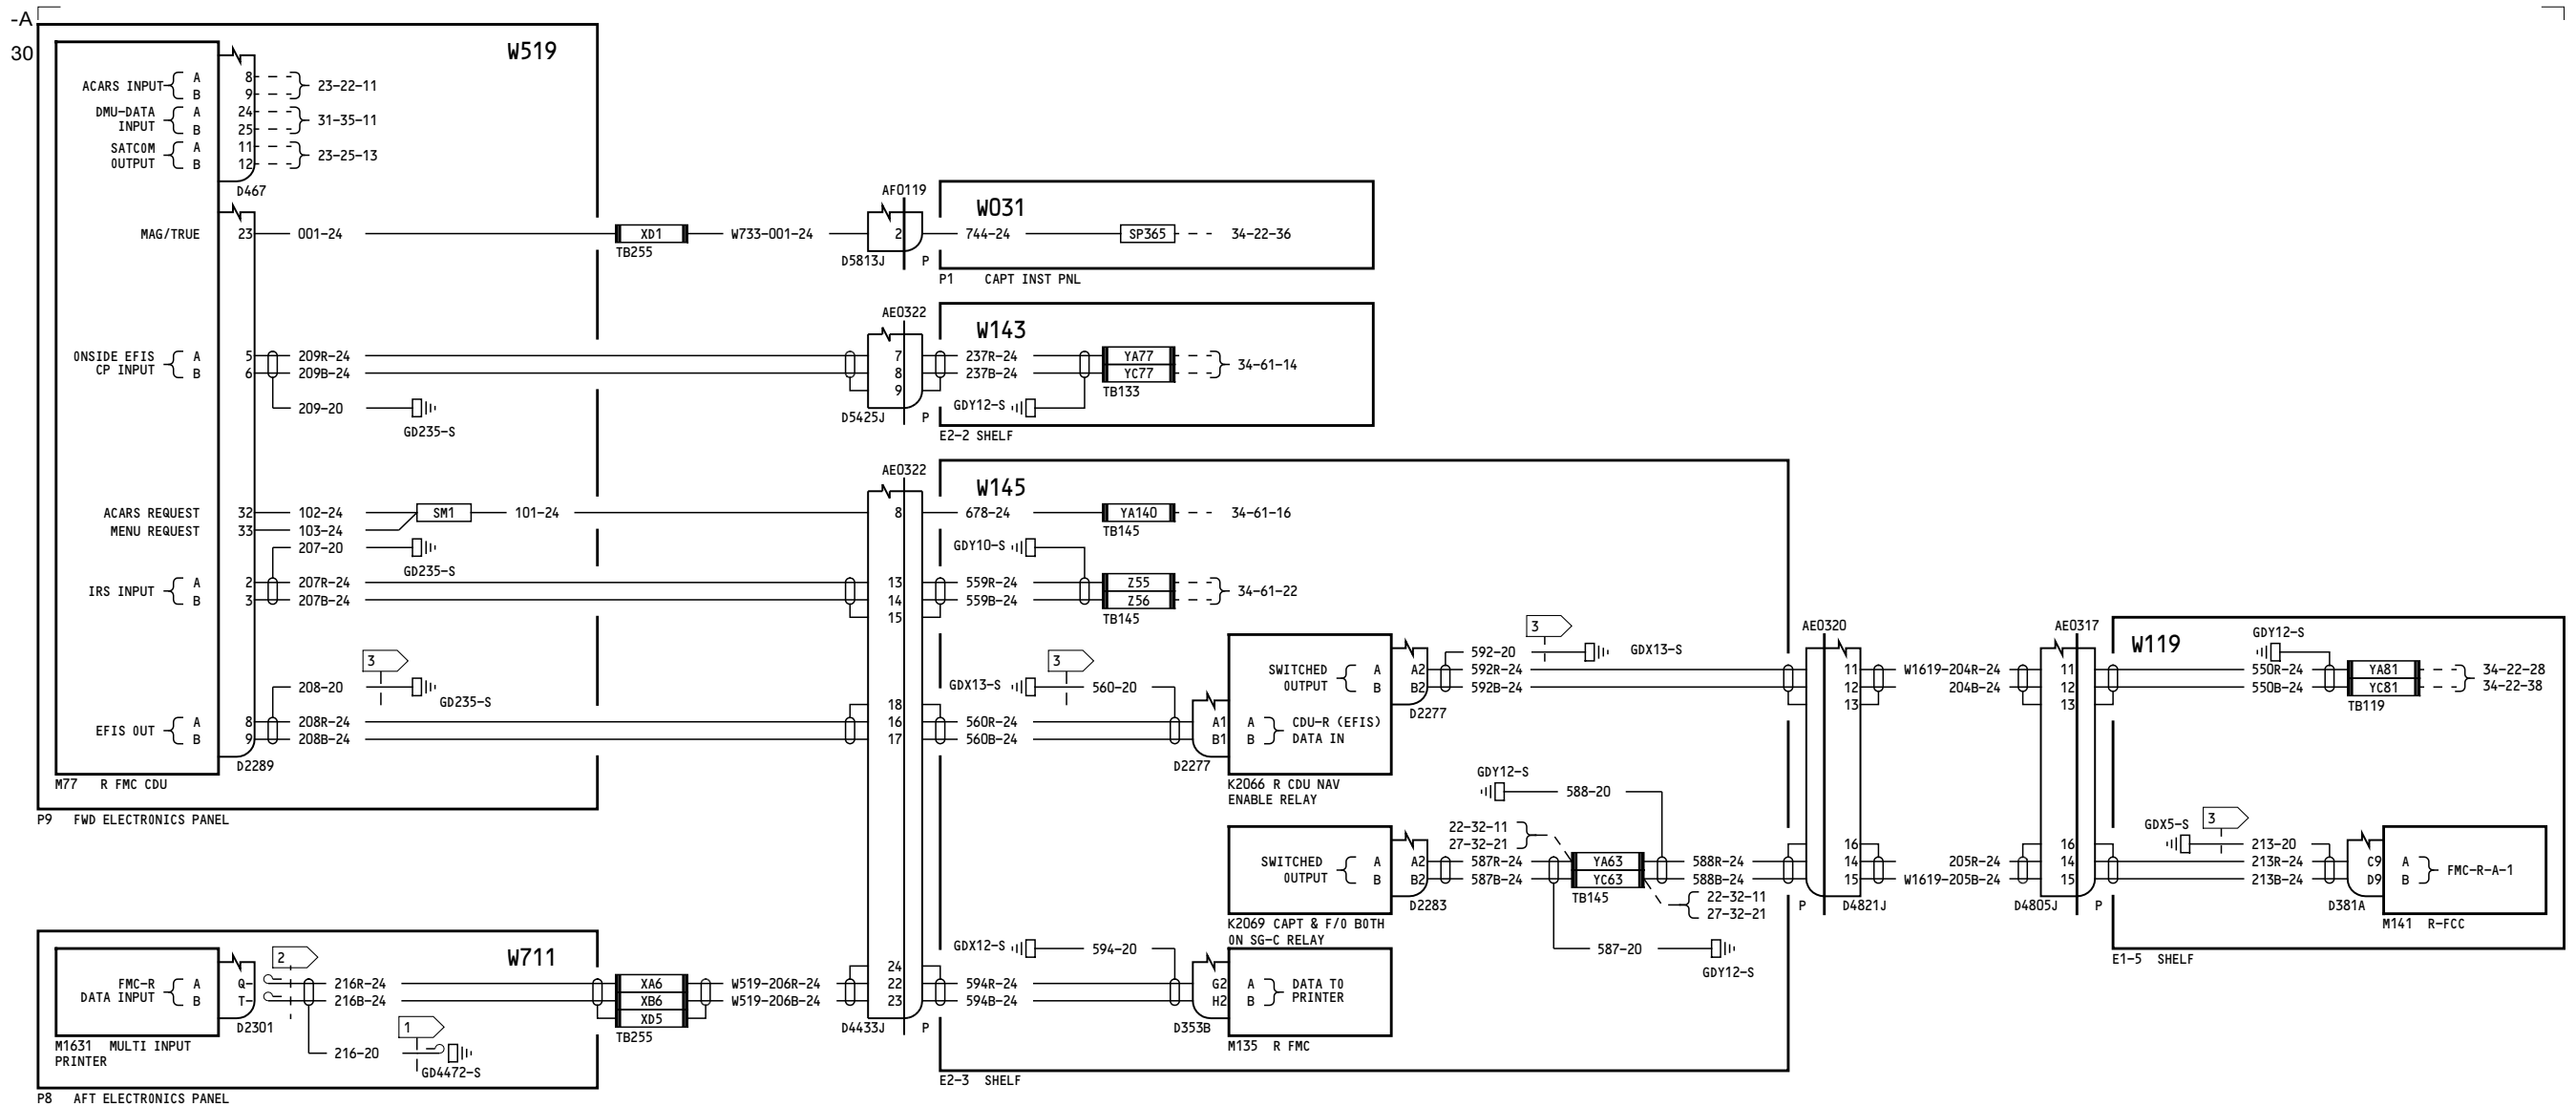 -A
30
W519
ACARS INPUT A 8 23-22-11
B 9
DMU-DATA INPUT A 24 31-35-11
B 25
SATCOM OUTPUT A 11 23-25-13
B 12
D467
MAG/TRUE 23 001-24 XD1 W733-001-24 2 744-24 SP365 34-22-36
TB255
AF0119
D5813J P
W031
P1 CAPT INST PNL
AE0322
W143
ONSIDE EFIS CP INPUT A 5 209R-24 7 237R-24 YA77 34-61-14
B 6 209B-24 8 237B-24 YC77
9
TB133
209-20
GD235-S
D5425J P
GDY12-S
E2-2 SHELF
AE0322
W145
ACARS REQUEST 32 102-24 SM1 101-24 8 678-24 YA140 34-61-16
MENU REQUEST 33 103-24
TB145
207-20
GD235-S
GDY10-S
IRS INPUT A 2 207R-24 13 559R-24 Z55 34-61-22
B 3 207B-24 14 559B-24 Z56
15
TB145
3
208-20
GD235-S
EFIS OUT A 8 208R-24 18
B 9 208B-24 16 560R-24 A1 A CDU-R (EFIS)
17 560B-24 B1 B DATA IN
D2289
M77 R FMC CDU
P9 FWD ELECTRONICS PANEL
GDX13-S
3
560-20
D2277
SWITCHED OUTPUT A A2 592R-24
B B2 592B-24
D2277
592-20
3
GDX13-S
K2066 R CDU NAV
ENABLE RELAY
AE0320
11 W1619-204R-24 11 550R-24 YA81 34-22-28
12 204B-24 12 550B-24 YC81 34-22-38
13 13
AE0317
W119
GDY12-S
TB119
GDY12-S
588-20
22-32-11
27-32-21
SWITCHED OUTPUT A A2 587R-24 YA63 588R-24
B B2 587B-24 YC63 588B-24
D2283
TB145
22-32-11
27-32-21
K2069 CAPT & F/O BOTH
ON SG-C RELAY
587-20
GDY12-S
16 16
14 205R-24 14 213R-24 C9 A FMC-R-A-1
15 W1619-205B-24 15 213B-24 D9 B
P D4821J
D4805J P
GDX5-S
3
213-20
D381A
M141 R-FCC
E1-5 SHELF
W711
FMC-R DATA INPUT A Q 216R-24 XA6 W519-206R-24 22 594R-24 G2 A DATA TO
B T 216B-24 XB6 W519-206B-24 23 594B-24 H2 B PRINTER
XD5
24
2
D2301
1
216-20
GD4472-S
TB255
M1631 MULTI INPUT
PRINTER
P8 AFT ELECTRONICS PANEL
D4433J P
GDX12-S
594-20
D353B
M135 R FMC
E2-3 SHELF